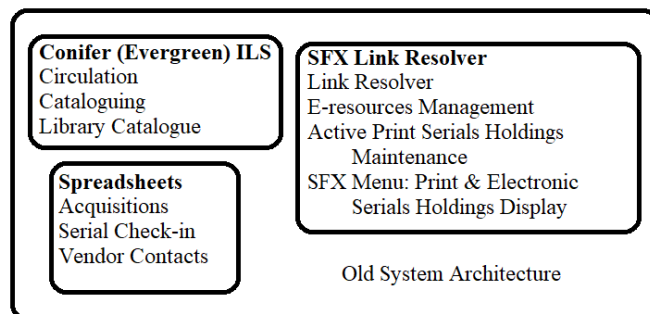 Conifer (Evergreen) ILS
Circulation
Cataloguing
Library Catalogue
SFX Link Resolver
Link Resolver
E-resources Management
Active Print Serials Holdings
Maintenance
SFX Menu: Print & Electronic
Serials Holdings Display
Spreadsheets
Acquisitions
Serial Check-in
Vendor Contacts
Old System Architecture